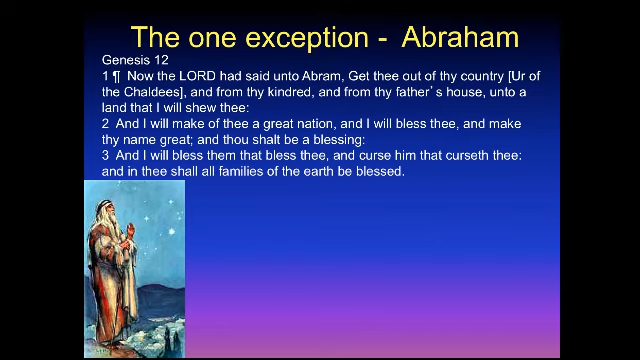 The one exception - Abraham
Genesis 12
1 ¶ Now the LORD had said unto Abram, Get thee out of thy country [Ur of
the Chaldees], and from thy kindred, and from thy father's house, unto a
land that I will shew thee:
2 And I will make of thee a great nation, and I will bless thee, and make
thy name great; and thou shalt be a blessing:
3 And I will bless them that bless thee, and curse him that curseth thee:
and in thee shall all families of the earth be blessed.